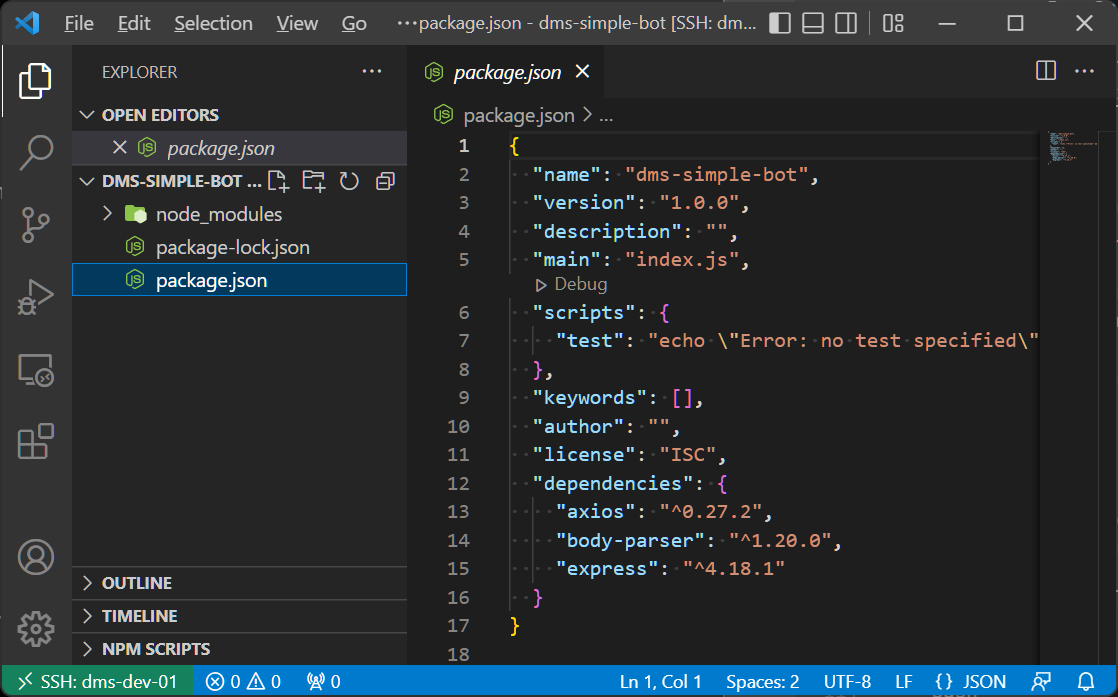 File Edit Selection View Go ··· package.json - dms-simple-bot [SSH: dm...
EXPLORER
OPEN EDITORS
package.json
DMS-SIMPLE-BOT ...
node_modules
package-lock.json
package.json
OUTLINE
TIMELINE
NPM SCRIPTS
package.json
package.json > ...
1 {
2 "name": "dms-simple-bot",
3 "version": "1.0.0",
4 "description": "",
5 "main": "index.js",
Debug
6 "scripts": {
7 "test": "echo \"Error: no test specified\"
8 },
9 "keywords": [],
10 "author": "",
11 "license": "ISC",
12 "dependencies": {
13 "axios": "^0.27.2",
14 "body-parser": "^1.20.0",
15 "express": "^4.18.1"
16 }
17 }
18
SSH: dms-dev-01 0 0 0 Ln 1, Col 1 Spaces: 2 UTF-8 LF {} JSON